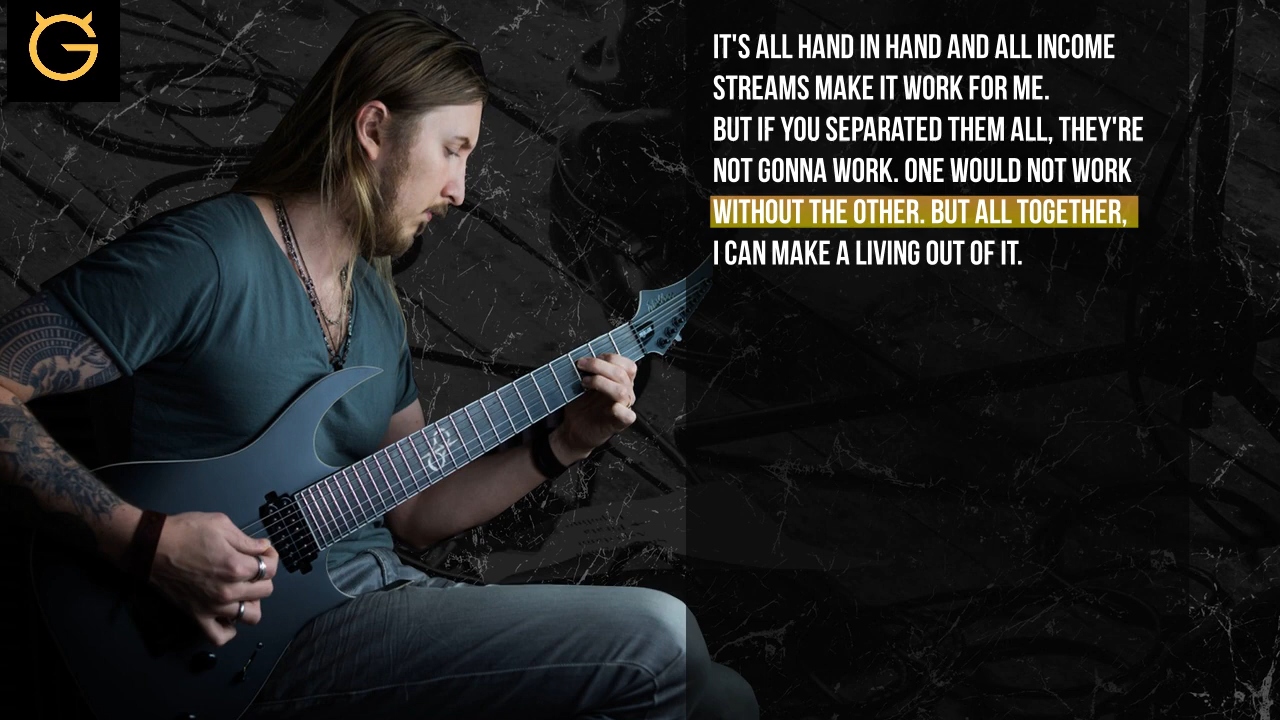 IT'S ALL HAND IN HAND AND ALL INCOME
STREAMS MAKE IT WORK FOR ME.
BUT IF YOU SEPARATED THEM ALL, THEY'RE
NOT GONNA WORK. ONE WOULD NOT WORK
WITHOUT THE OTHER. BUT ALL TOGETHER,
I CAN MAKE A LIVING OUT OF IT.